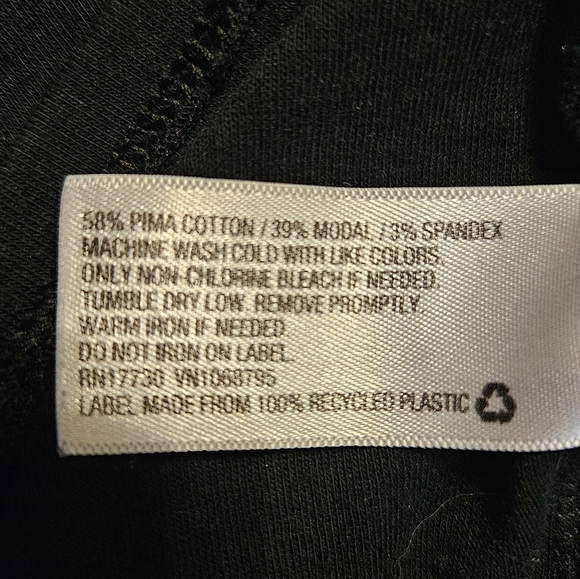 58% PIMA COTTON / 39% MODAL / 3% SPANDEX
MACHINE WASH COLD WITH LIKE COLORS.
ONLY NON-CHLORINE BLEACH IF NEEDED.
TUMBLE DRY LOW. REMOVE PROMPTLY.
WARM IRON IF NEEDED.
DO NOT IRON ON LABEL.
RN17730 VN1068795
LABEL MADE FROM 100% RECYCLED PLASTIC